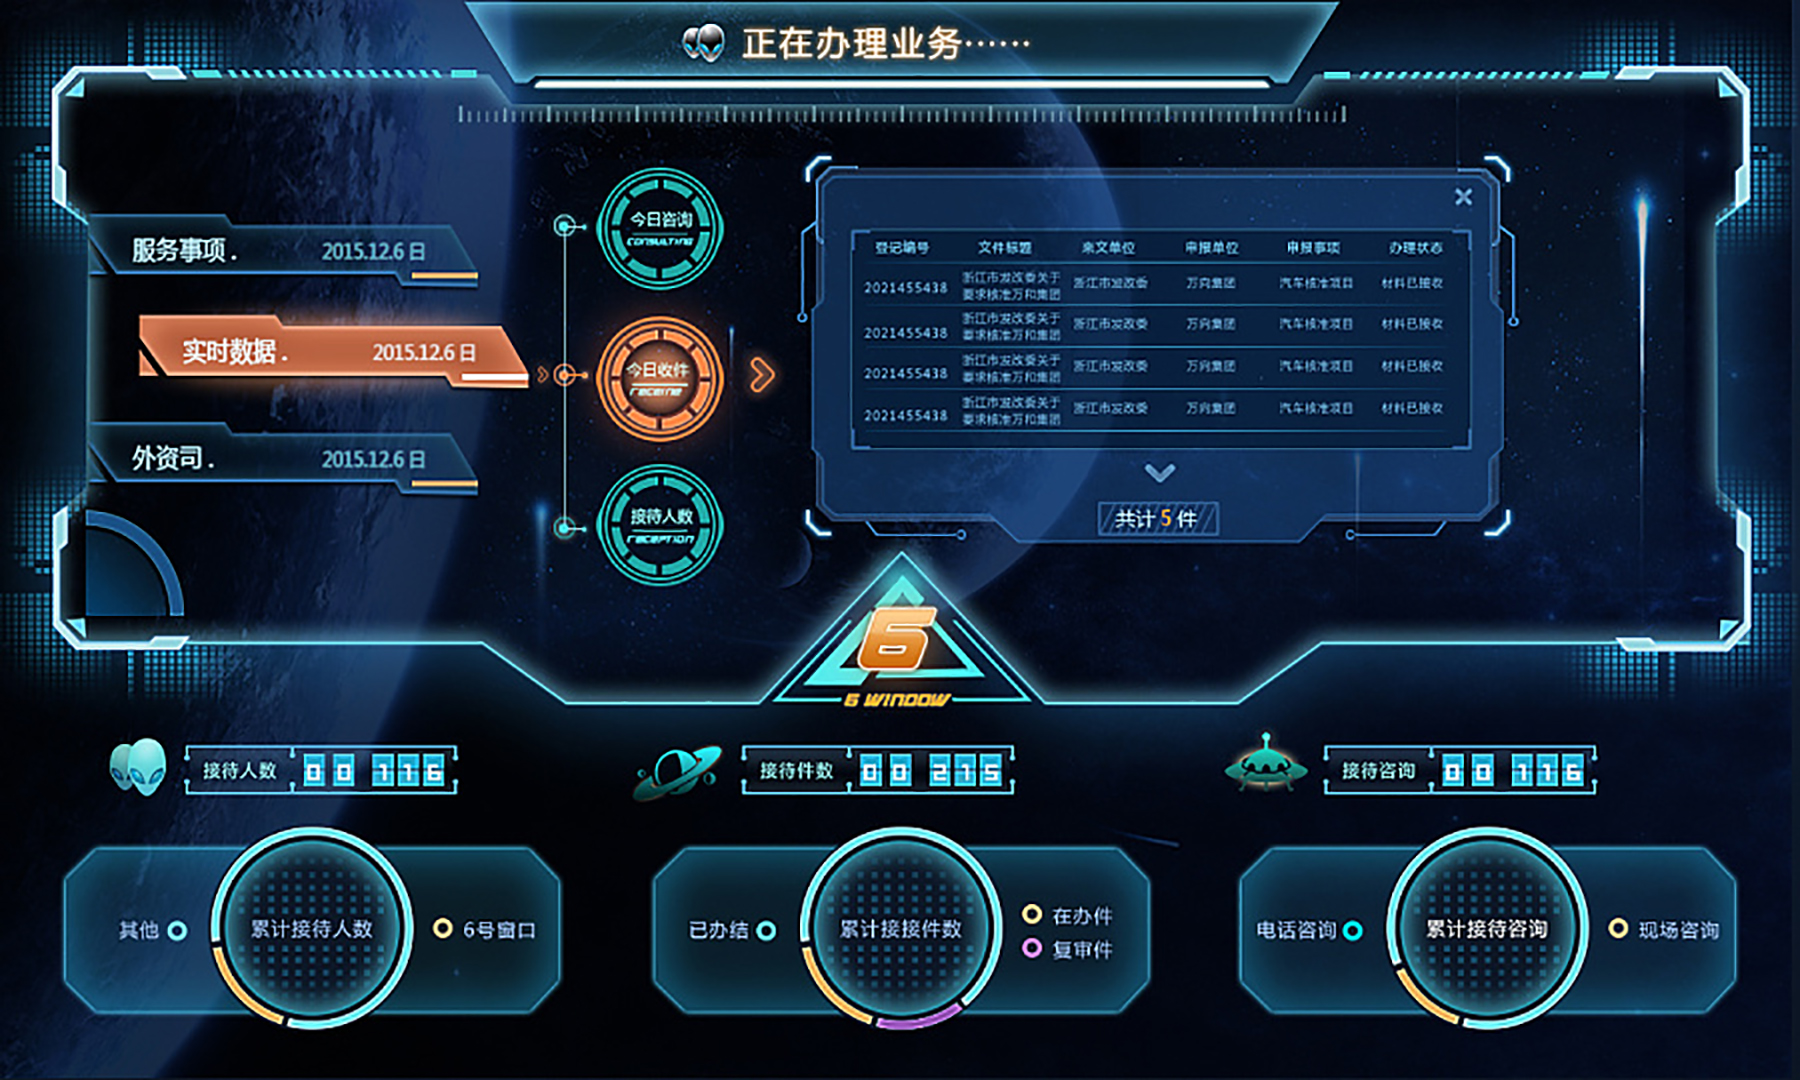 正在办理业务······
服务事项. 2015.12.6 日
实时数据. 2015.12.6 日
外资司. 2015.12.6 日
今日咨询
CONSULTING
今日收件
receine
接待人数
reception
登记编号 文件标题 来文单位 申报单位 申报事项 办理状态
2021455438 浙江市发改委关于 浙江市发改委 万向集团 汽车核准项目 材料已接收
要求核准万和集团
2021455438 浙江市发改委关于 浙江市发改委 万向集团 汽车核准项目 材料已接收
要求核准万和集团
2021455438 浙江市发改委关于 浙江市发改委 万向集团 汽车核准项目 材料已接收
要求核准万和集团
2021455438 浙江市发改委关于 浙江市发改委 万向集团 汽车核准项目 材料已接收
要求核准万和集团
共计 5 件
6
6 WINDOW
接待人数 00 116
接待件数 00 215
接待咨询 00 116
其他 累计接待人数 6号窗口
已办结 累计接接件数 在办件
复审件
电话咨询 累计接待咨询 现场咨询